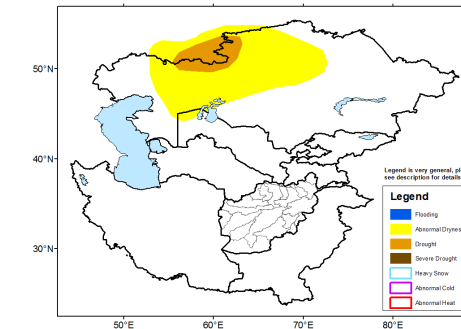 50°N
40°N
30°N
50°E
60°E
70°E
80°E
Legend is very general, pl
see description for details
Legend
Flooding
Abnormal Drynes
Drought
Severe Drought
Heavy Snow
Abnormal Cold
Abnormal Heat